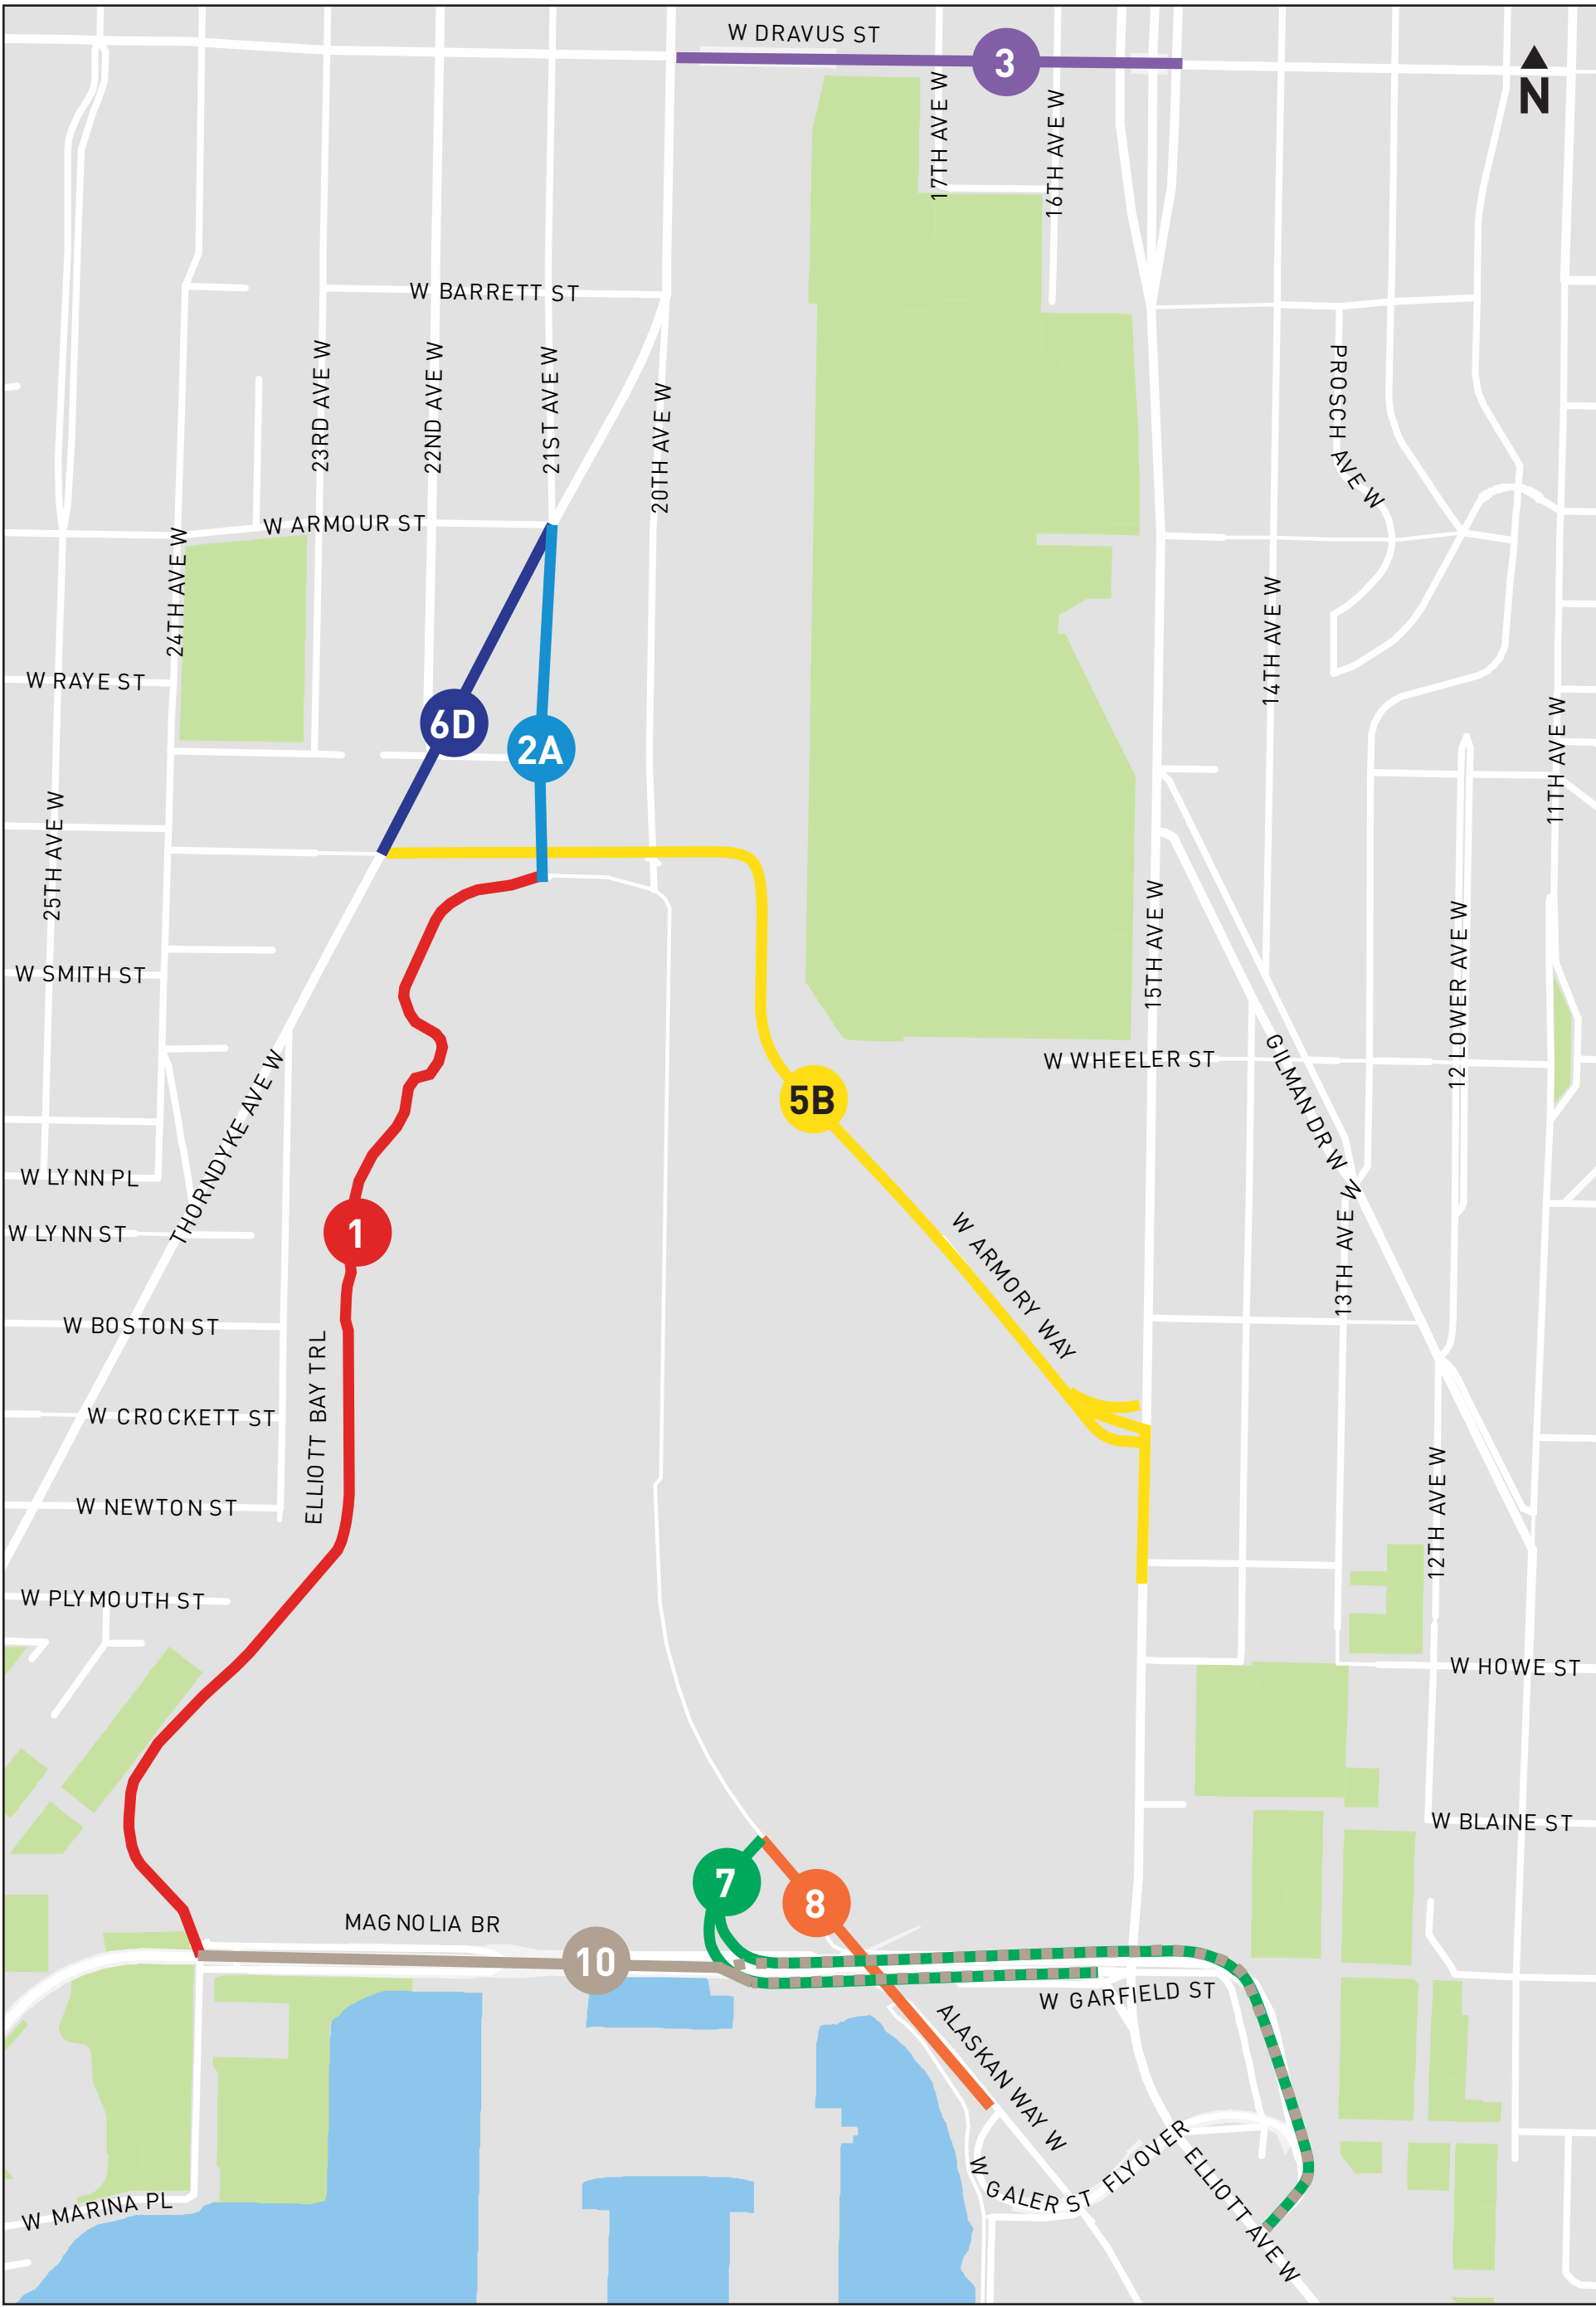 W DRAVUS ST
3
N
17TH AVE W
16TH AVE W
W BARRETT ST
23RD AVE W
22ND AVE W
21ST AVE W
20TH AVE W
PROSCH AVE W
W ARMOUR ST
24TH AVE W
14TH AVE W
W RAYE ST
6D
2A
11TH AVE W
25TH AVE W
15TH AVE W
12 LOWER AVE W
W SMITH ST
GILMAN DR W
W WHEELER ST
THORNDYKE AVE W
5B
W LYNN PL
13TH AVE W
W LYNN ST
1
W ARMORY WAY
W BOSTON ST
ELLIOTT BAY TRL
W CROCKETT ST
W NEWTON ST
12TH AVE W
W PLYMOUTH ST
W HOWE ST
W BLAINE ST
7
8
MAGNOLIA BR
10
W GARFIELD ST
ALASKAN WAY W
W GALER ST FLYOVER
ELLIOTT AVE W
W MARINA PL